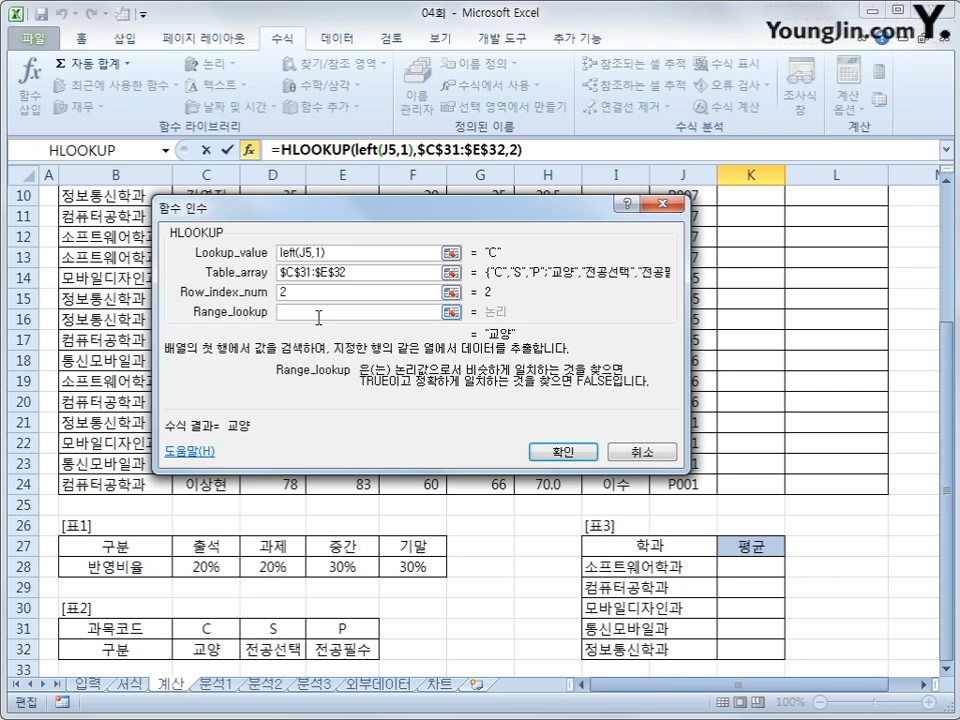 04회 - Microsoft Excel
Younglin.com Y.
파일 홈 삽입 페이지 레이아웃 수식 데이터 검토 보기 개발 도구 추가 기능
fx 함수 삽입
Σ 자동 합계 논리 찾기/참조 영역
최근에 사용한 함수 텍스트 수학/삼각
재무 날짜 및 시간 함수 추가
함수 라이브러리
이름 관리자
이름 정의
수식에서 사용
선택 영역에서 만들기
정의된 이름
참조되는 셀 추적 수식 표시
참조하는 셀 추적 오류 검사
연결선 제거 수식 계산
조사식 창
수식 분석
계산 옵션
계산
HLOOKUP fx =HLOOKUP(left(J5,1),$C$31:$E$32,2)
A B C D E F G H I J K L
10 정보통신학과
11 컴퓨터공학과
12 소프트웨어학과
13 소프트웨어학과
14 모바일디자인과
15 정보통신학과
16 정보통신학과
17 컴퓨터공학과
18 통신모바일과
19 소프트웨어학과
20 컴퓨터공학과
21 정보통신학과
22 모바일디자인과
23 통신모바일과
24 컴퓨터공학과 이상현 78 83 60 66 70.0 이수 P001
함수 인수
HLOOKUP
Lookup_value left(J5,1) = "C"
Table_array $C$31:$E$32 = {"C","S","P";"교양","전공선택","전공필
Row_index_num 2 = 2
Range_lookup = 논리
= "교양"
배열의 첫 행에서 값을 검색하여, 지정한 행의 같은 열에서 데이터를 추출합니다.
Range_lookup 은(는) 논리값으로서 비슷하게 일치하는 것을 찾으면
TRUE이고 정확하게 일치하는 것을 찾으면 FALSE입니다.
수식 결과= 교양
도움말(H) 확인 취소
25
26 [표1] [표3]
27 구분 출석 과제 중간 기말 학과 평균
28 반영비율 20% 20% 30% 30% 소프트웨어학과
29 컴퓨터공학과
30 [표2] 모바일디자인과
31 과목코드 C S P 통신모바일과
32 구분 교양 전공선택 전공필수 정보통신학과
33
입력 서식 계산 분석1 분석2 분석3 외부데이터 차트
편집 100%